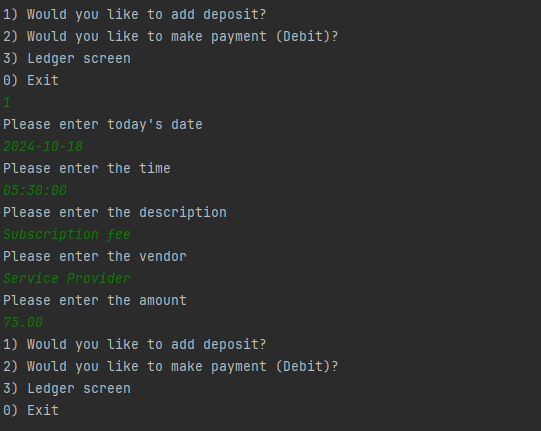 1) Would you like to add deposit?
2) Would you like to make payment (Debit)?
3) Ledger screen
0) Exit
1
Please enter today's date
2024-10-18
Please enter the time
05:30:00
Please enter the description
Subscription fee
Please enter the vendor
Service Provider
Please enter the amount
75.00
1) Would you like to add deposit?
2) Would you like to make payment (Debit)?
3) Ledger screen
0) Exit